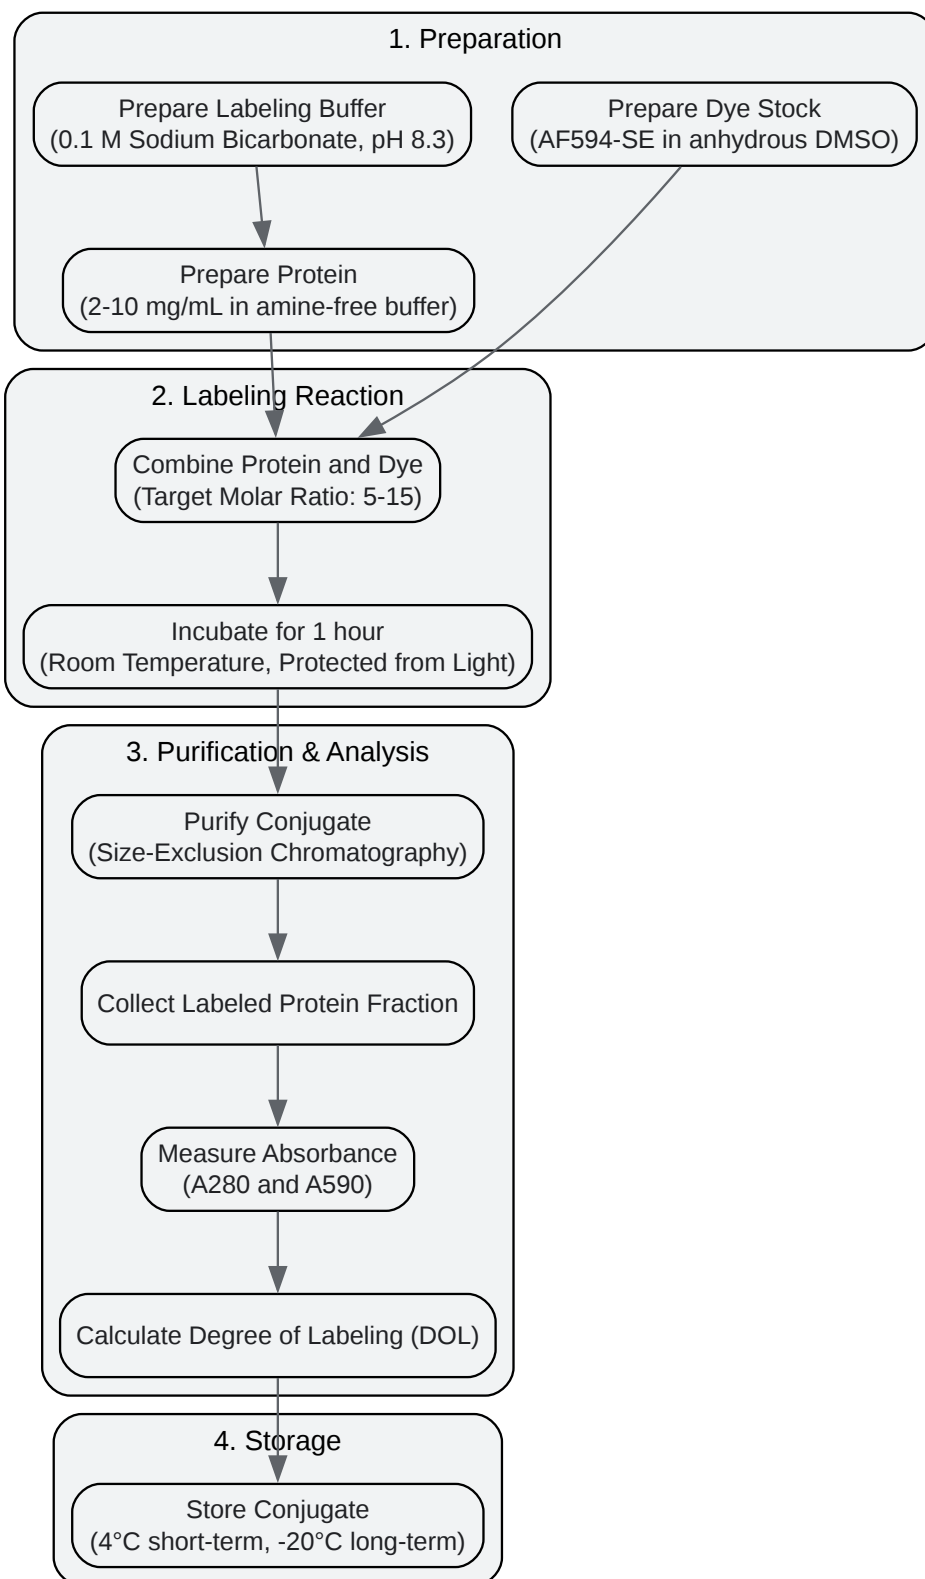 1. Preparation
Prepare Labeling Buffer
(0.1 M Sodium Bicarbonate, pH 8.3)
Prepare Dye Stock
(AF594-SE in anhydrous DMSO)
Prepare Protein
(2-10 mg/mL in amine-free buffer)
2. Labeling Reaction
Combine Protein and Dye
(Target Molar Ratio: 5-15)
Incubate for 1 hour
(Room Temperature, Protected from Light)
3. Purification & Analysis
Purify Conjugate
(Size-Exclusion Chromatography)
Collect Labeled Protein Fraction
Measure Absorbance
(A280 and A590)
Calculate Degree of Labeling (DOL)
4. Storage
Store Conjugate
(4°C short-term, -20°C long-term)